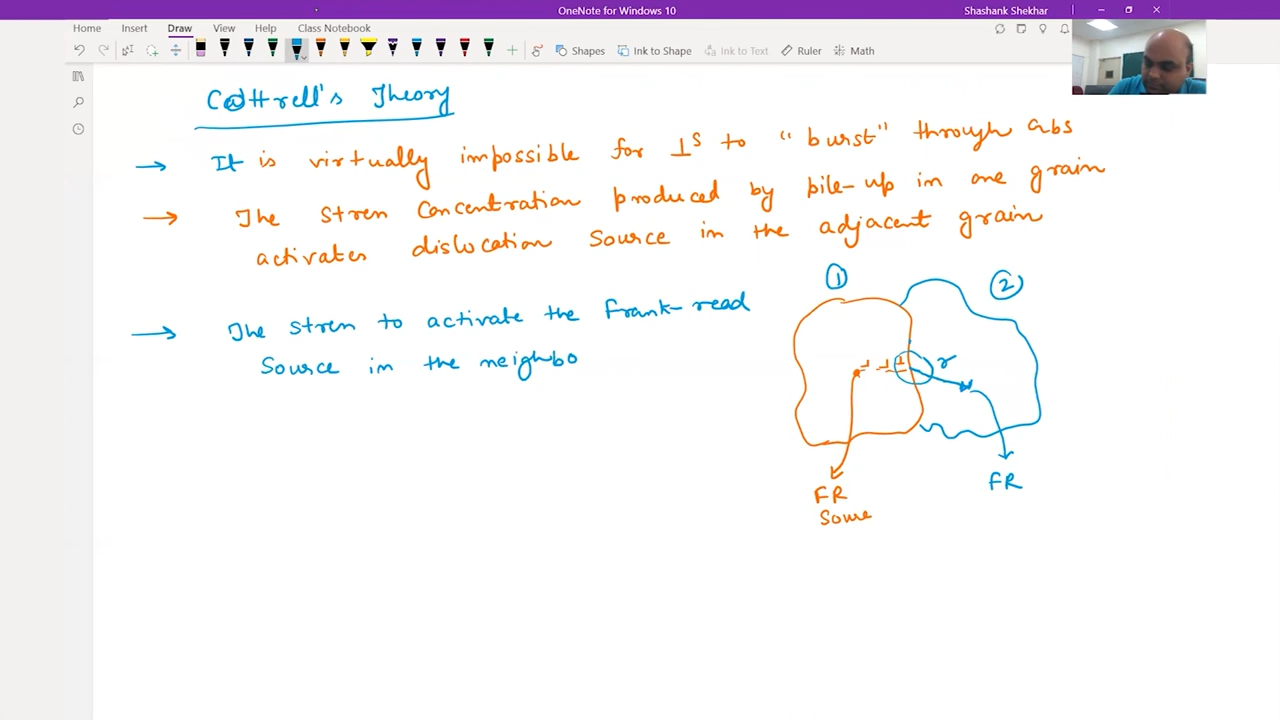 OneNote for Windows 10
Shashank Shekhar
Home Insert Draw View Help Class Notebook
Shapes Ink to Shape Ink to Text Ruler Math
Cottrell's Theory
→ It is virtually impossible for ⊥s to "burst" through gbs
→ The stress concentration produced by pile-up in one grain
activates dislocation source in the adjacent grain
→ The stress to activate the Frank-read
source in the neighbo
1
2
r
FR
Source
FR